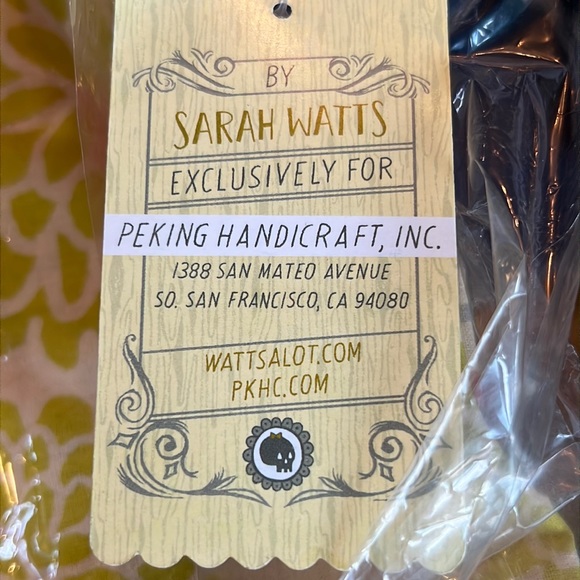 BY
SARAH WATTS
EXCLUSIVELY FOR
PEKING HANDICRAFT, INC.
1388 SAN MATEO AVENUE
SO. SAN FRANCISCO, CA 94080
WATTSALOT.COM
PKHC.COM